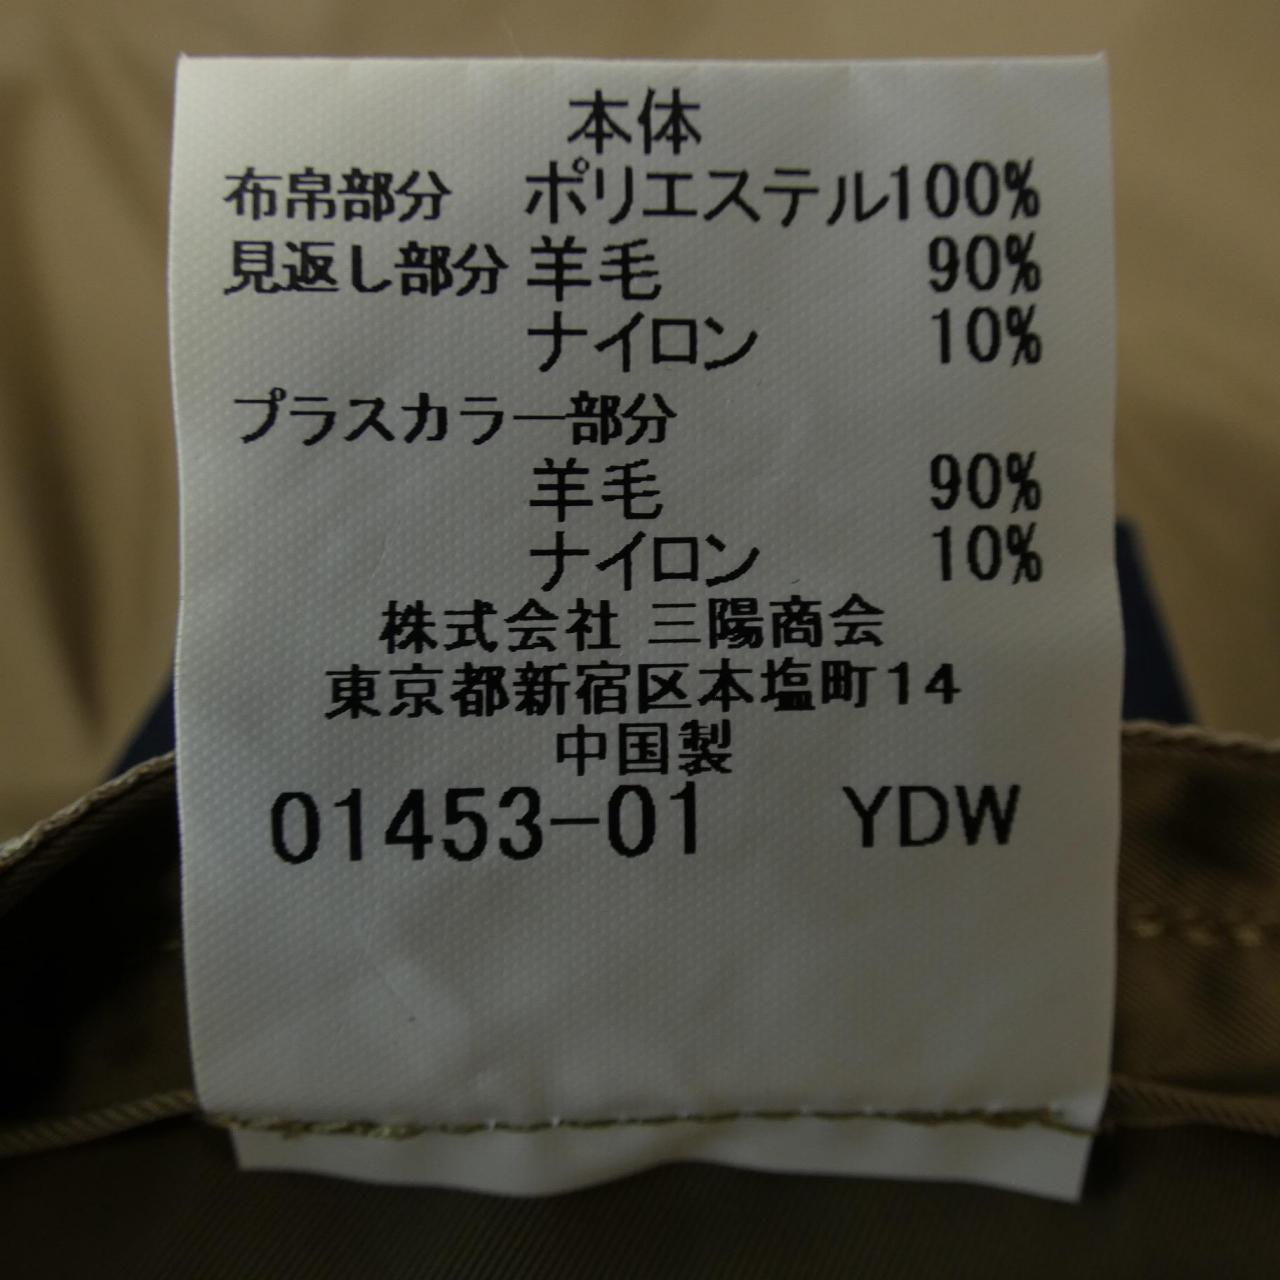 本体
布帛部分 ポリエステル100%
見返し部分 羊毛 90%
ナイロン 10%
プラスカラー部分
羊毛 90%
ナイロン 10%
株式会社 三陽商会
東京都新宿区本塩町14
中国製
01453-01 YDW